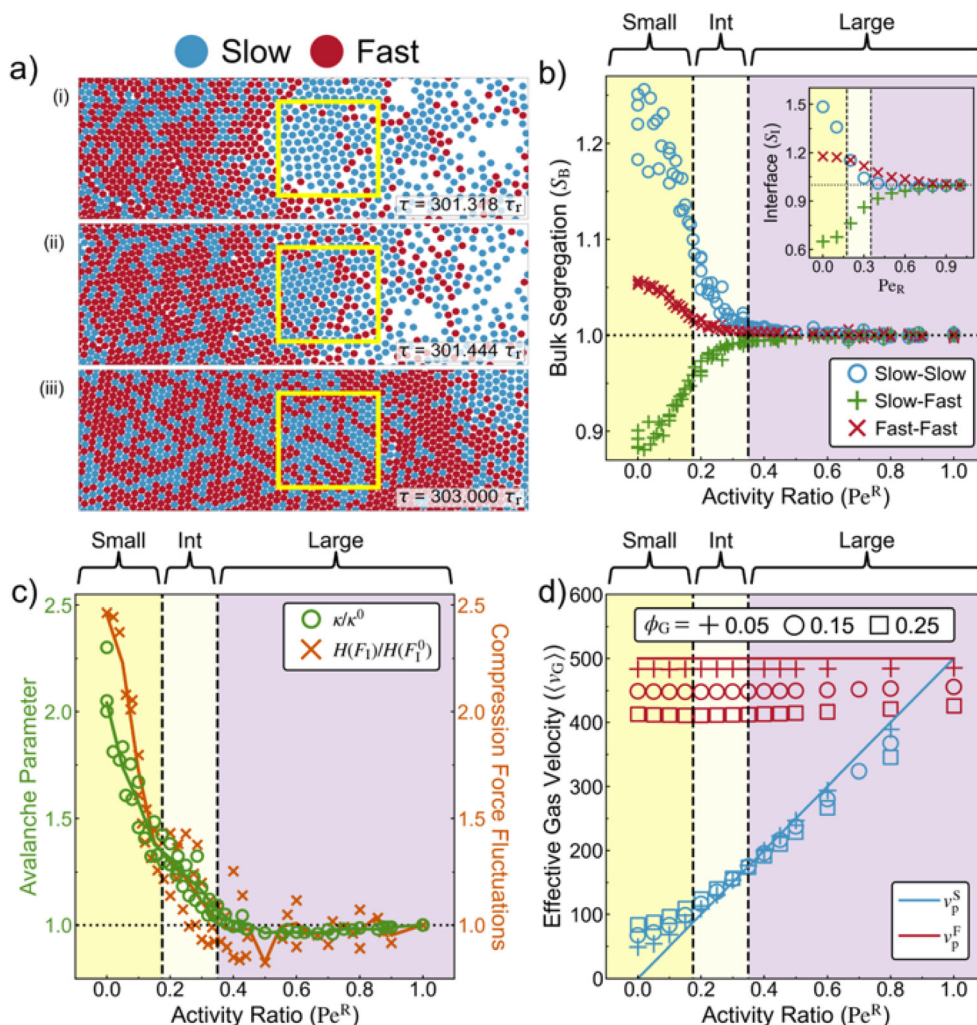 Slow Fast
a)
(i)
τ = 301.318 τr
(ii)
τ = 301.444 τr
(iii)
τ = 303.000 τr
Small Int Large
b)
Bulk Segregation (SB)
1.2
1.1
1.0
0.9
0.0 0.2 0.4 0.6 0.8 1.0
Activity Ratio (PeR)
Interface (SI)
1.5
1.2
0.9
0.6
0.0 0.3 0.6 0.9
PeR
Slow-Slow
Slow-Fast
Fast-Fast
Small Int Large
c)
Avalanche Parameter
2.5
2.0
1.5
1.0
κ/κ0
H(F1)/H(F10)
2.5
2.0
1.5
1.0
Compression Force Fluctuations
0.0 0.2 0.4 0.6 0.8 1.0
Activity Ratio (PeR)
Small Int Large
d)
Effective Gas Velocity (⟨vG⟩)
600
500
400
300
200
100
0
ϕG = 0.05 0.15 0.25
vpS
vpF
0.0 0.2 0.4 0.6 0.8 1.0
Activity Ratio (PeR)